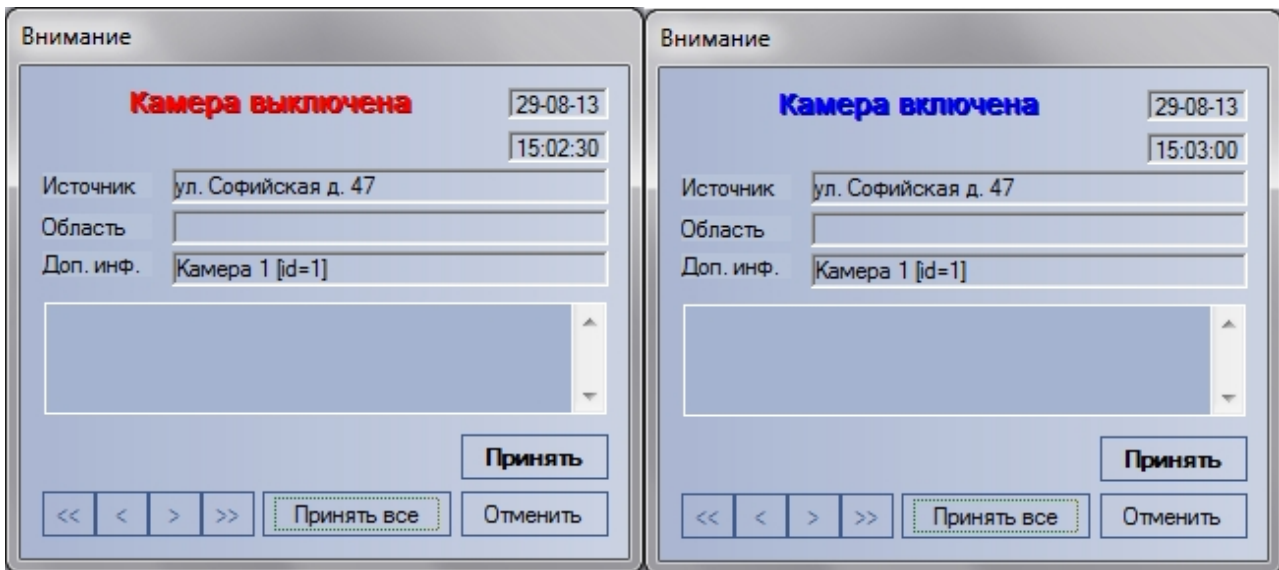 Внимание
Камера выключена
29-08-13
15:02:30
Источник ул. Софийская д. 47
Область
Доп. инф. Камера 1 [id=1]
Принять
<< < > >> Принять все Отменить
Внимание
Камера включена
29-08-13
15:03:00
Источник ул. Софийская д. 47
Область
Доп. инф. Камера 1 [id=1]
Принять
<< < > >> Принять все Отменить